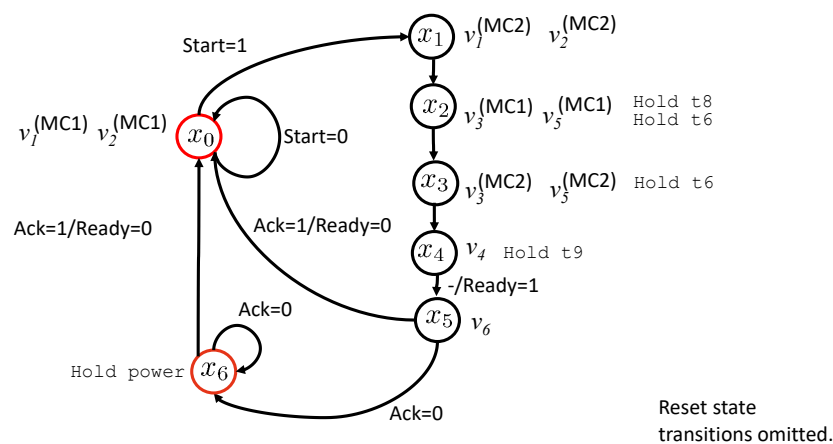 Start=1
x₁ v₁^(MC2) v₂^(MC2)
x₂ v₃^(MC1) v₅^(MC1) Hold t8
Hold t6
v₁^(MC1) v₂^(MC1) x₀
Start=0
x₃ v₃^(MC2) v₅^(MC2) Hold t6
Ack=1/Ready=0
Ack=1/Ready=0
x₄ v₄ Hold t9
-/Ready=1
Ack=0
x₅ v₆
Hold power x₆
Ack=0
Reset state
transitions omitted.